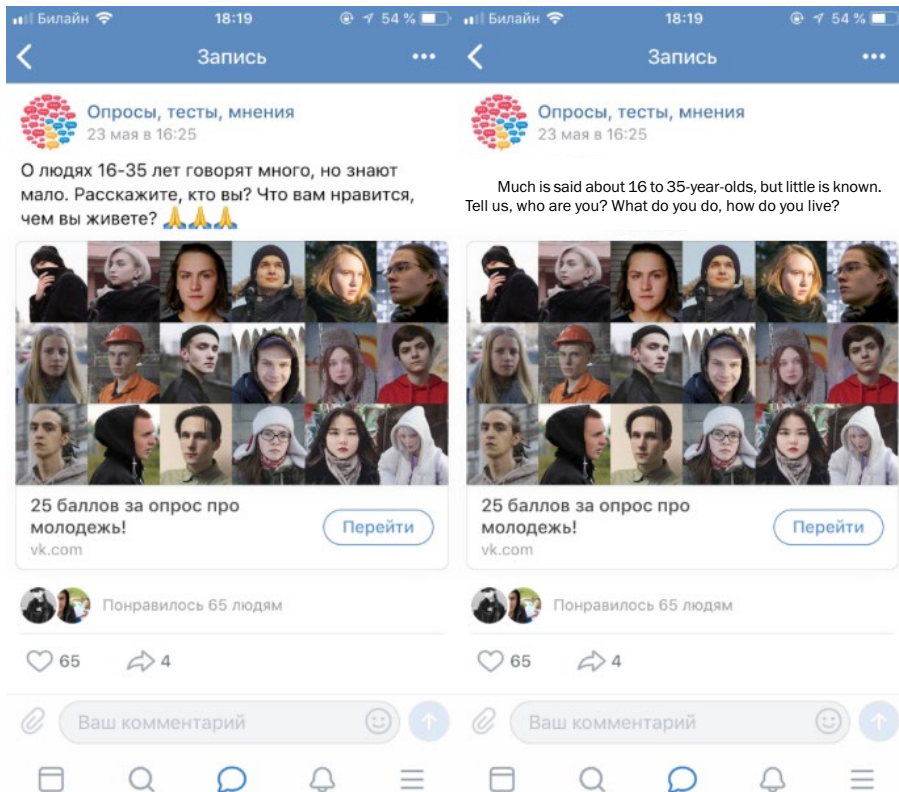 Билайн 18:19 54 %
Запись
Опросы, тесты, мнения
23 мая в 16:25
О людях 16-35 лет говорят много, но знают
мало. Расскажите, кто вы? Что вам нравится,
чем вы живете? 🙏🙏🙏
25 баллов за опрос про
молодежь!
vk.com
Перейти
Понравилось 65 людям
65 4
Ваш комментарий
Билайн 18:19 54 %
Запись
Опросы, тесты, мнения
23 мая в 16:25
Much is said about 16 to 35-year-olds, but little is known.
Tell us, who are you? What do you do, how do you live?
25 баллов за опрос про
молодежь!
vk.com
Перейти
Понравилось 65 людям
65 4
Ваш комментарий